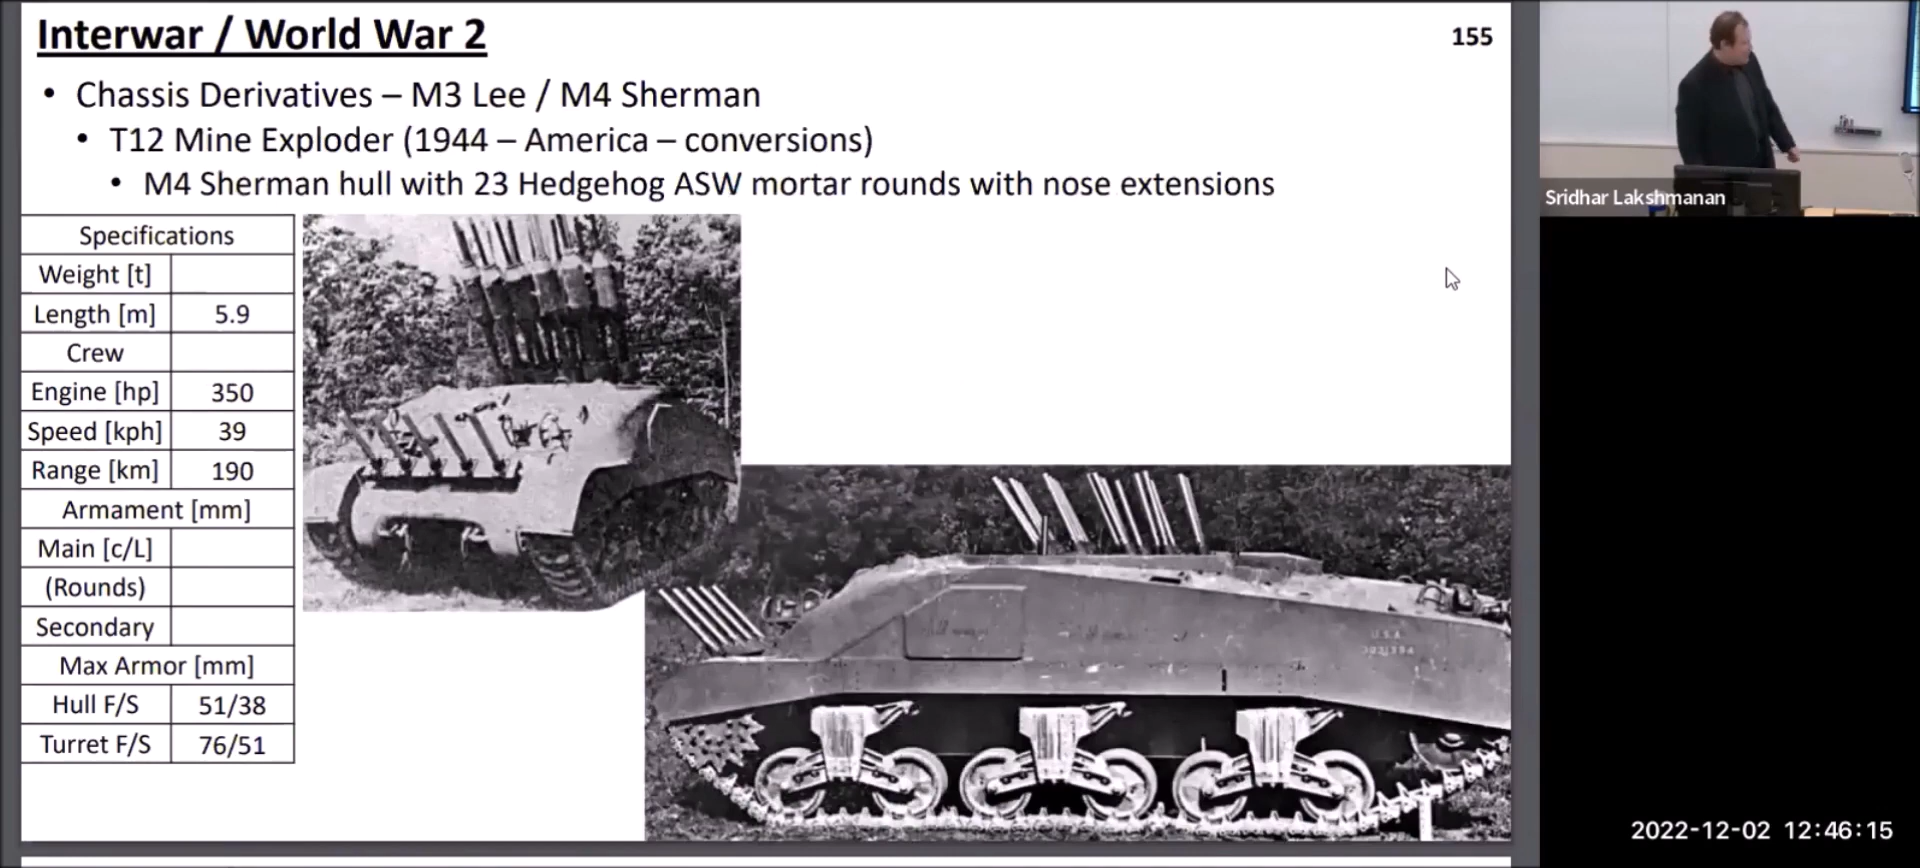 Interwar / World War 2
155
• Chassis Derivatives – M3 Lee / M4 Sherman
• T12 Mine Exploder (1944 – America – conversions)
• M4 Sherman hull with 23 Hedgehog ASW mortar rounds with nose extensions
Specifications
Weight [t]
Length [m] 5.9
Crew
Engine [hp] 350
Speed [kph] 39
Range [km] 190
Armament [mm]
Main [c/L]
(Rounds)
Secondary
Max Armor [mm]
Hull F/S 51/38
Turret F/S 76/51
U.S.A.
Sridhar Lakshmanan
2022-12-02 12:46:15